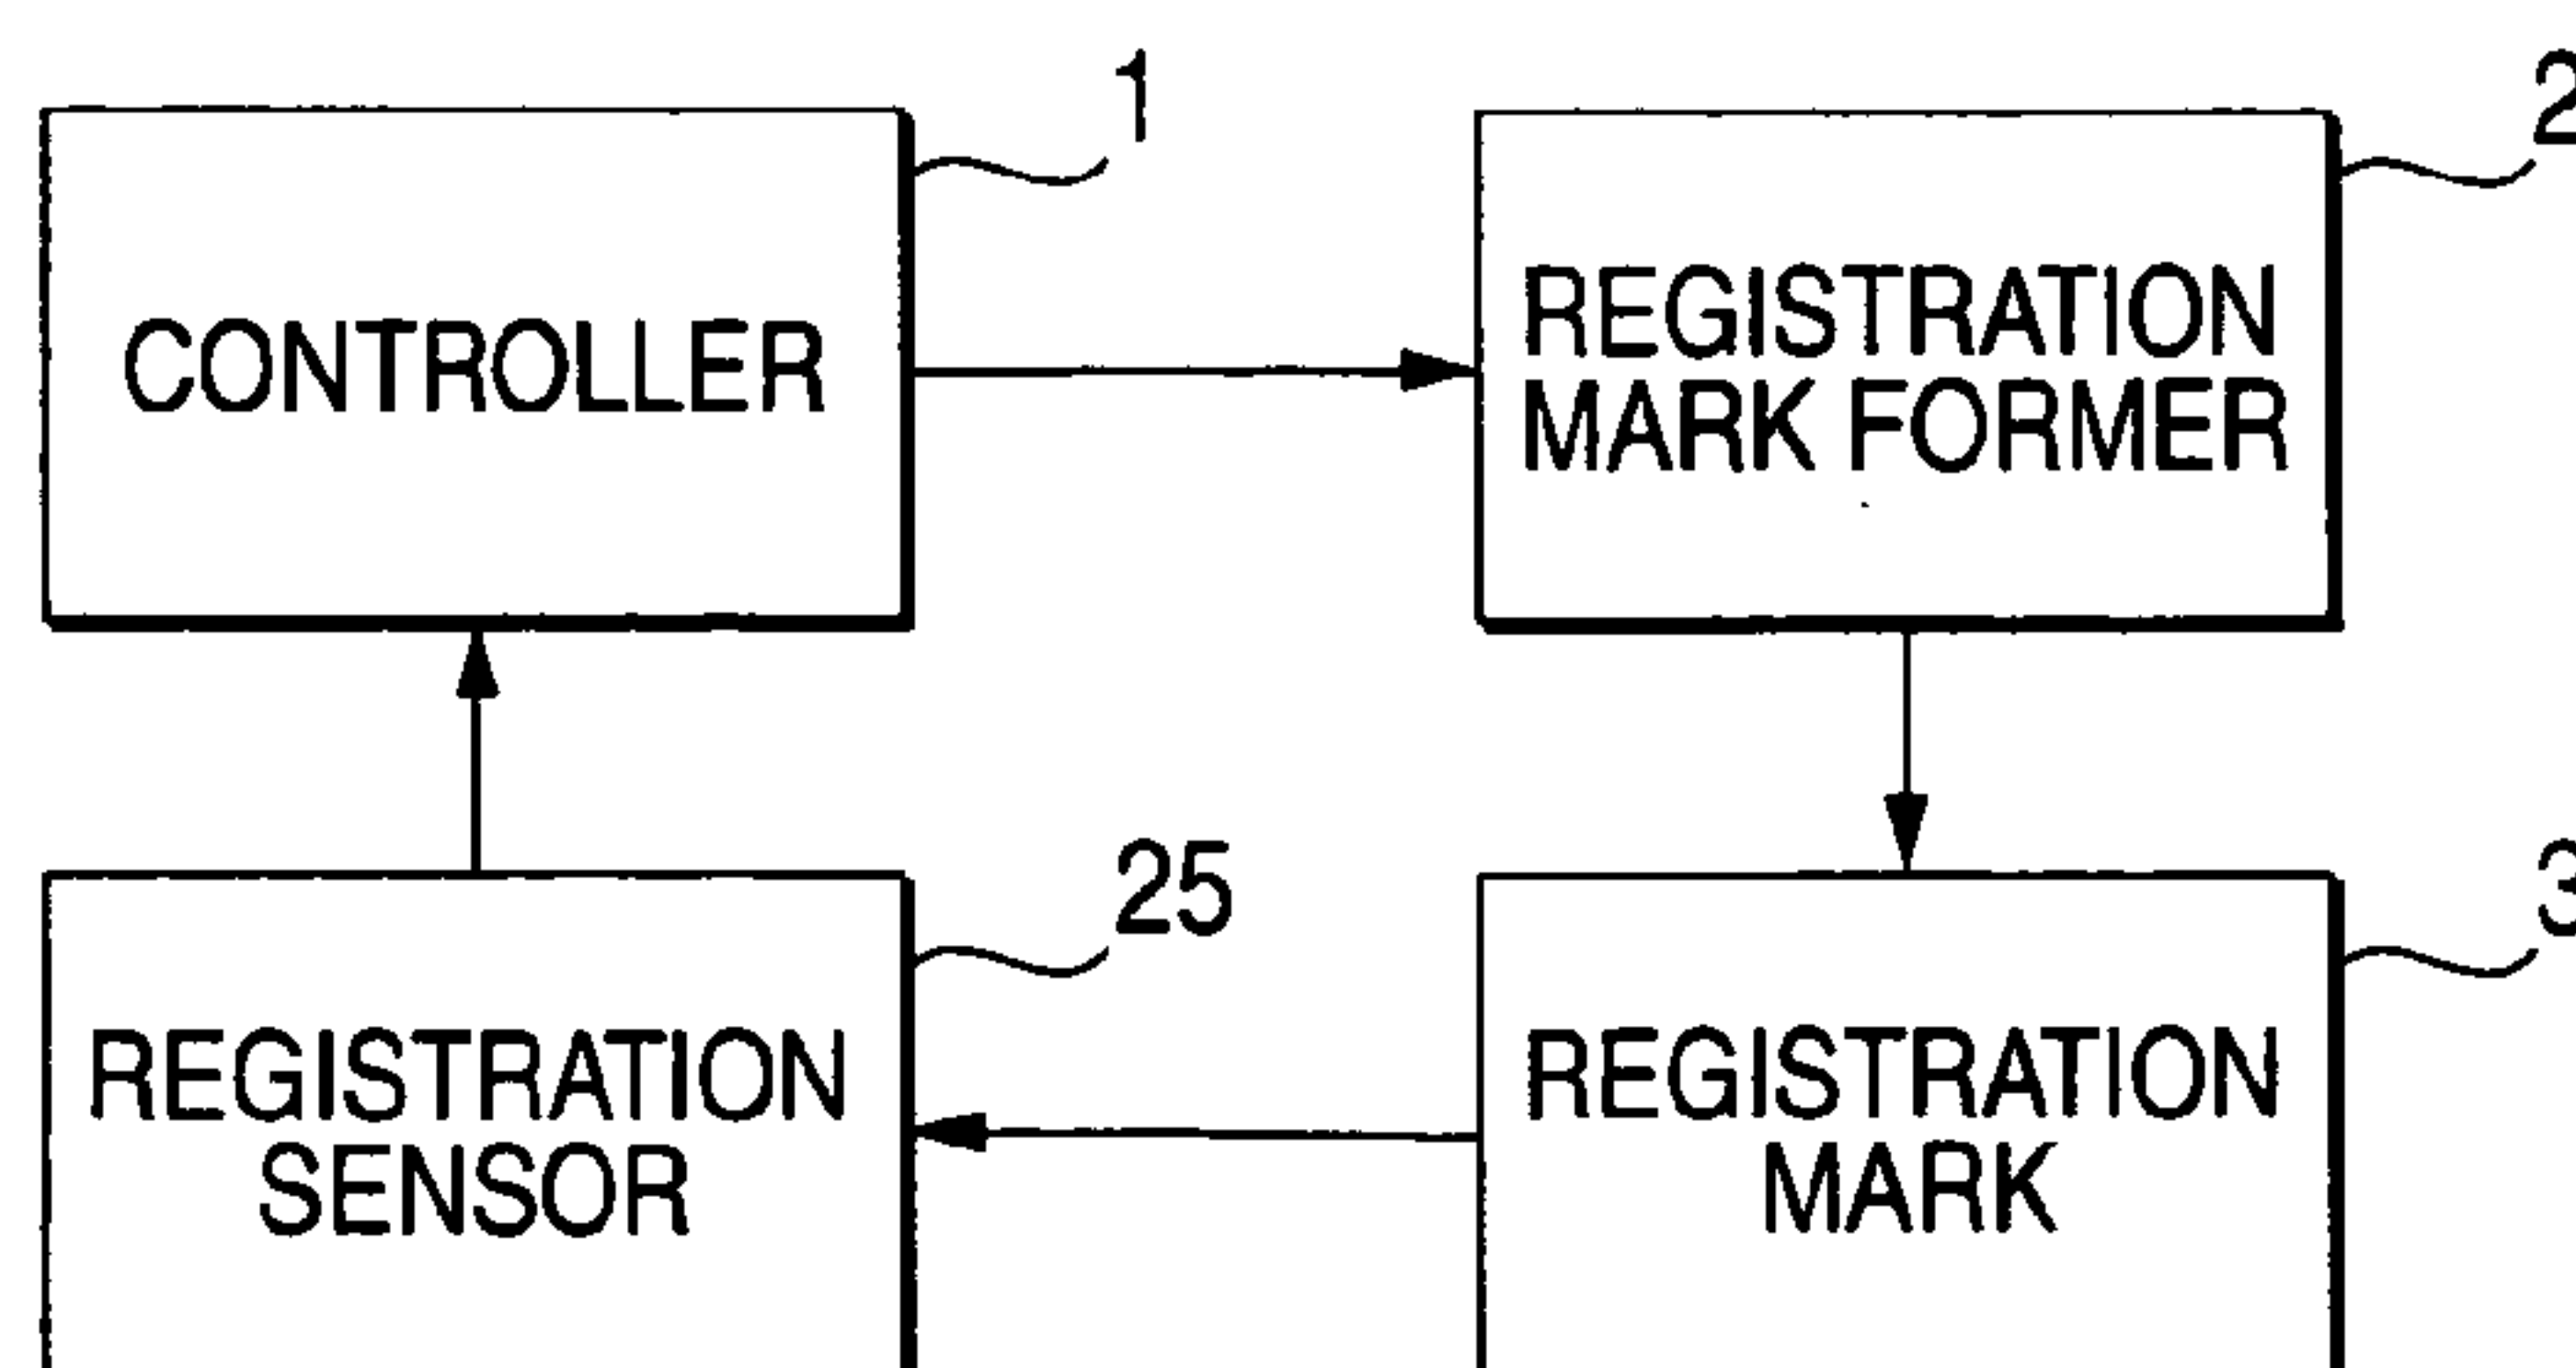 1
2
CONTROLLER
REGISTRATION
MARK FORMER
25
3
REGISTRATION
SENSOR
REGISTRATION
MARK